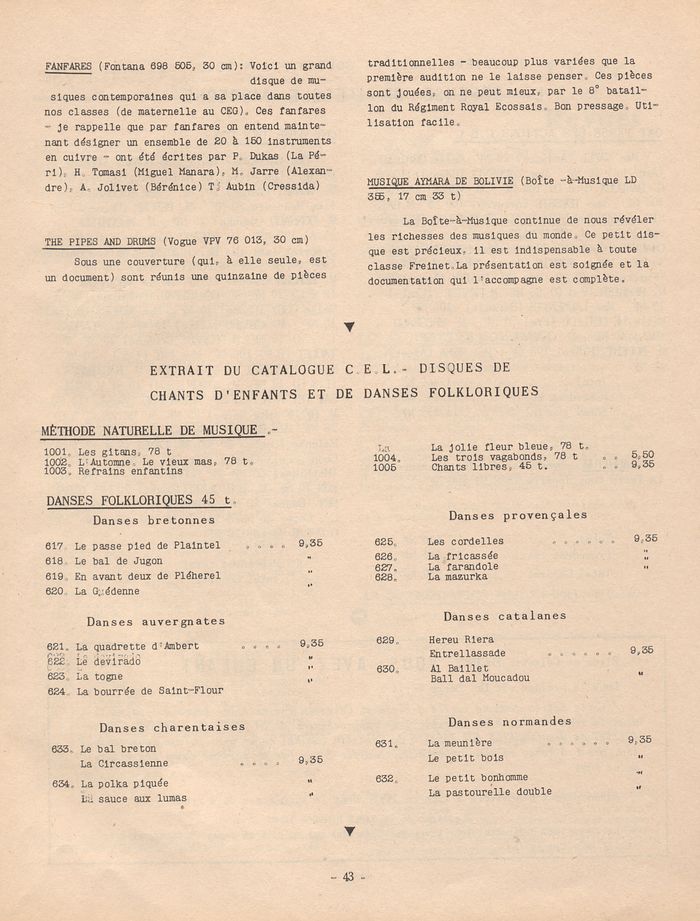 FANFARES (Fontana 698 505, 30 cm): Voici un grand
disque de mu-
siques contemporaines qui a sa place dans toutes
nos classes (de maternelle au CEG). Ces fanfares
- je rappelle que par fanfares on entend mainte-
nant désigner un ensemble de 20 à 150 instruments
en cuivre - ont été écrites par P. Dukas (La Pé-
ri), H. Tomasi (Miguel Manara), M. Jarre (Alexan-
dre), A. Jolivet (Bérénice) T. Aubin (Cressida)
THE PIPES AND DRUMS (Vogue VPV 76 013, 30 cm)
Sous une couverture (qui, à elle seule, est
un document) sont réunis une quinzaine de pièces
traditionnelles - beaucoup plus variées que la
première audition ne le laisse penser. Ces pièces
sont jouées, on ne peut mieux, par le 8° batail-
lon du Régiment Royal Ecossais. Bon pressage. Uti-
lisation facile.
MUSIQUE AYMARA DE BOLIVIE (Boîte -à-Musique LD
355, 17 cm 33 t)
La Boîte-à-Musique continue de nous révéler
les richesses des musiques du monde. Ce petit dis-
que est précieux, il est indispensable à toute
classe Freinet.La présentation est soignée et la
documentation qui l'accompagne est complète.
EXTRAIT DU CATALOGUE C.E.L.- DISQUES DE
CHANTS D'ENFANTS ET DE DANSES FOLKLORIQUES
MÉTHODE NATURELLE DE MUSIQUE .-
1001. Les gitans, 78 t
1002. L'Automne. Le vieux mas, 78 t.
1003. Refrains enfantins
La La jolie fleur bleue, 78 t.
1004. Les trois vagabonds, 78 t . . 5,50
1005 Chants libres, 45 t. . . 9,35
DANSES FOLKLORIQUES 45 t.
Danses bretonnes
617. Le passe pied de Plaintel . . . . 9,35
618. Le bal de Jugon "
619. En avant deux de Pléherel "
620. La Guédenne "
Danses provençales
625. Les cordelles . . . . . . 9,35
626. La fricassée "
627. La farandole "
628. La mazurka "
Danses auvergnates
621. La quadrette d'Ambert . . . . 9,35
622. Le devirado "
623. La togne "
624. La bourrée de Saint-Flour "
Danses catalanes
629. Hereu Riera
Entrellassade . . . . . . 9,35
630. Al Baillet "
Ball dal Moucadou
Danses charentaises
633. Le bal breton
La Circassienne . . . . 9,35
634. La polka piquée "
La sauce aux lumas "
Danses normandes
631. La meunière . . . . . . 9,35
Le petit bois "
632. Le petit bonhomme "
La pastourelle double "
- 43 -